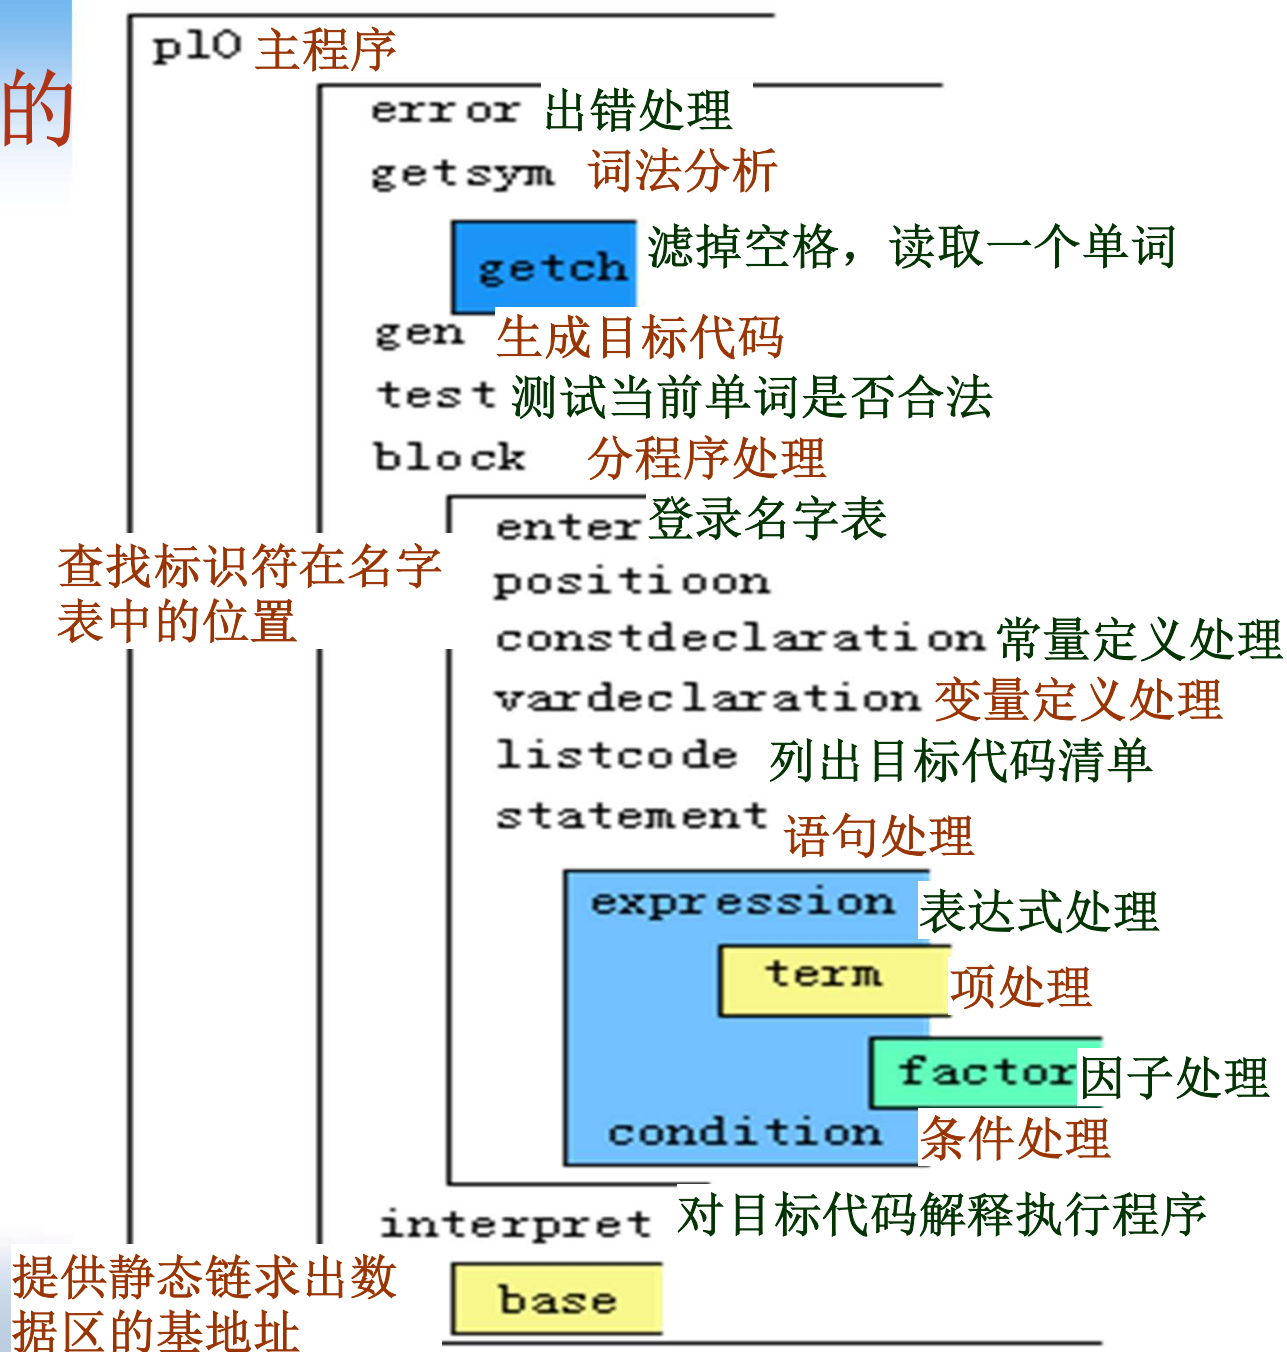 pl0 主程序
的
error 出错处理
getsym 词法分析
getch 滤掉空格，读取一个单词
gen 生成目标代码
test 测试当前单词是否合法
block 分程序处理
enter 登录名字表
查找标识符在名字
表中的位置
positioon
constdeclaration 常量定义处理
vardeclaration 变量定义处理
listcode 列出目标代码清单
statement 语句处理
expression 表达式处理
term 项处理
factor 因子处理
condition 条件处理
interpret 对目标代码解释执行程序
提供静态链求出数
据区的基地址
base